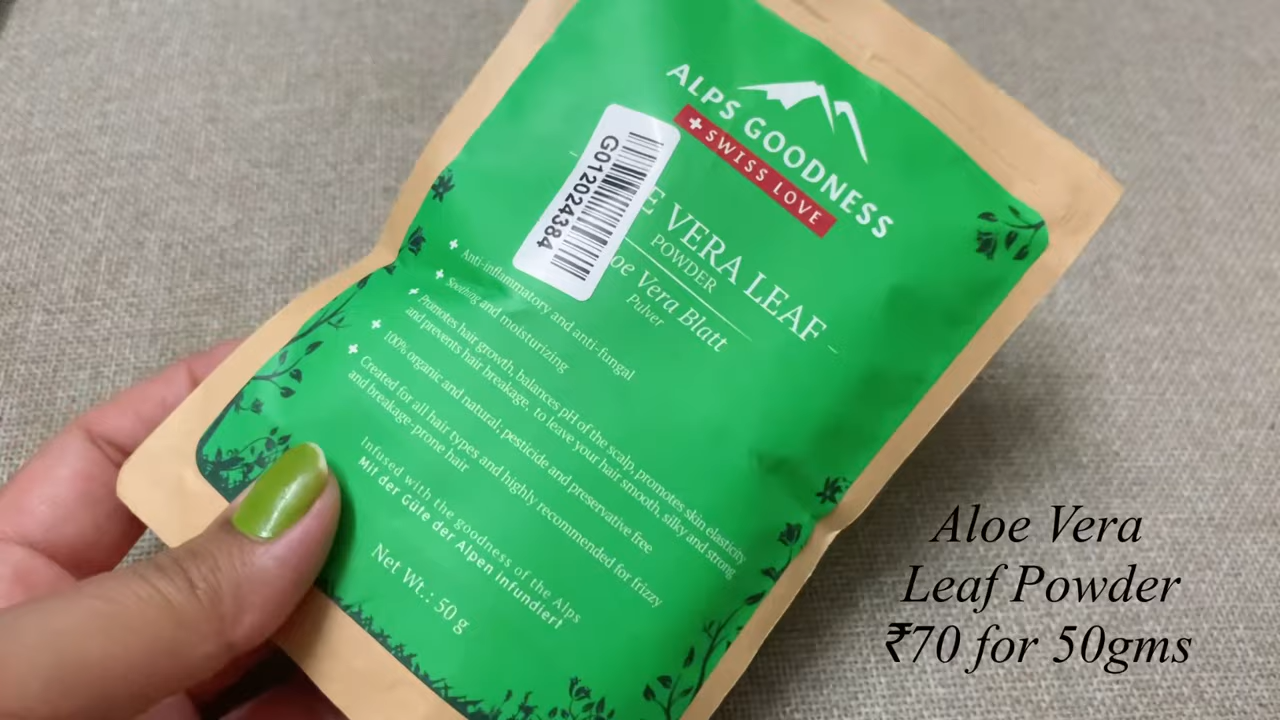 ALPS GOODNESS
SWISS LOVE
G012024384
E VERA LEAF
POWDER
oe Vera Blatt
Pulver
Anti-inflammatory and anti-fungal
Soothing and moisturizing
Promotes hair growth, balances pH of the scalp, promotes skin elasticity
and prevents hair breakage, to leave your hair smooth, silky and strong
100% organic and natural; pesticide and preservative free
Created for all hair types and highly recommended for frizzy
and breakage-prone hair
Infused with the goodness of the Alps
Mit der Güte der Alpen infundiert
Net Wt.: 50 g
Aloe Vera
Leaf Powder
₹70 for 50gms